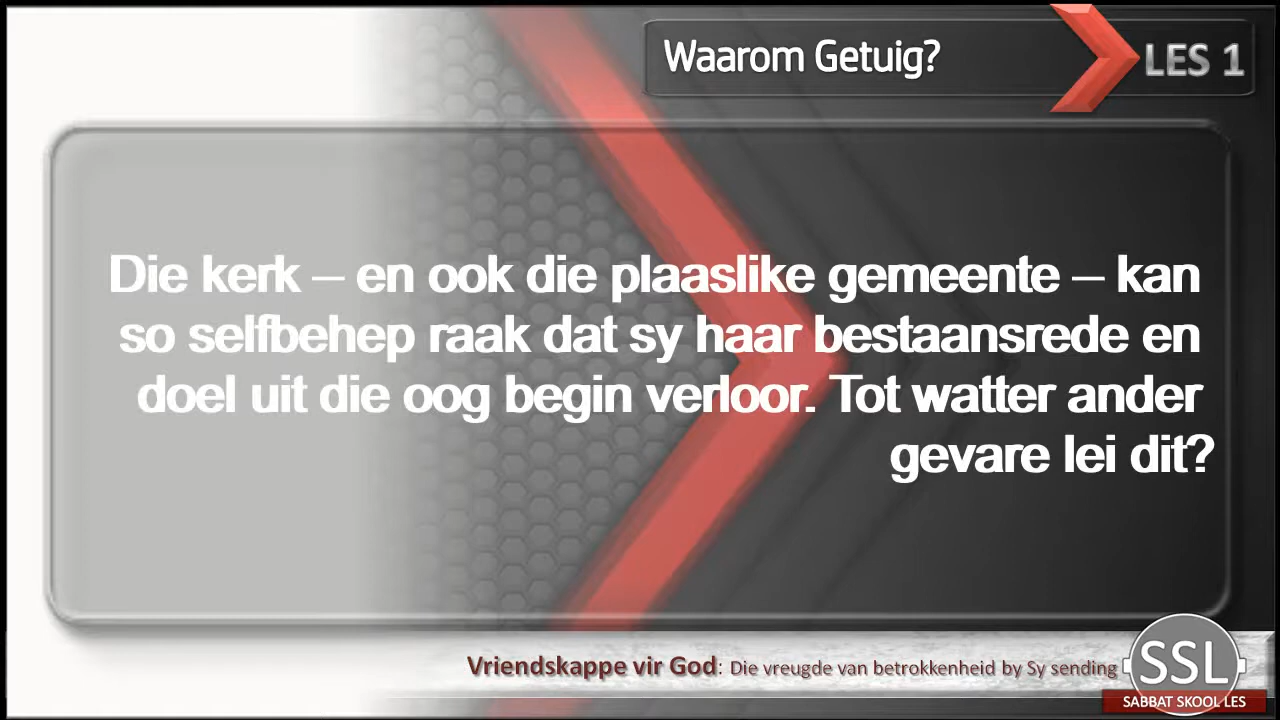 Waarom Getuig?
LES 1
Die kerk – en ook die plaaslike gemeente – kan
so selfbehep raak dat sy haar bestaansrede en
doel uit die oog begin verloor. Tot watter ander
gevare lei dit?
Vriendskappe vir God: Die vreugde van betrokkenheid by Sy sending
SSL
SABBAT SKOOL LES